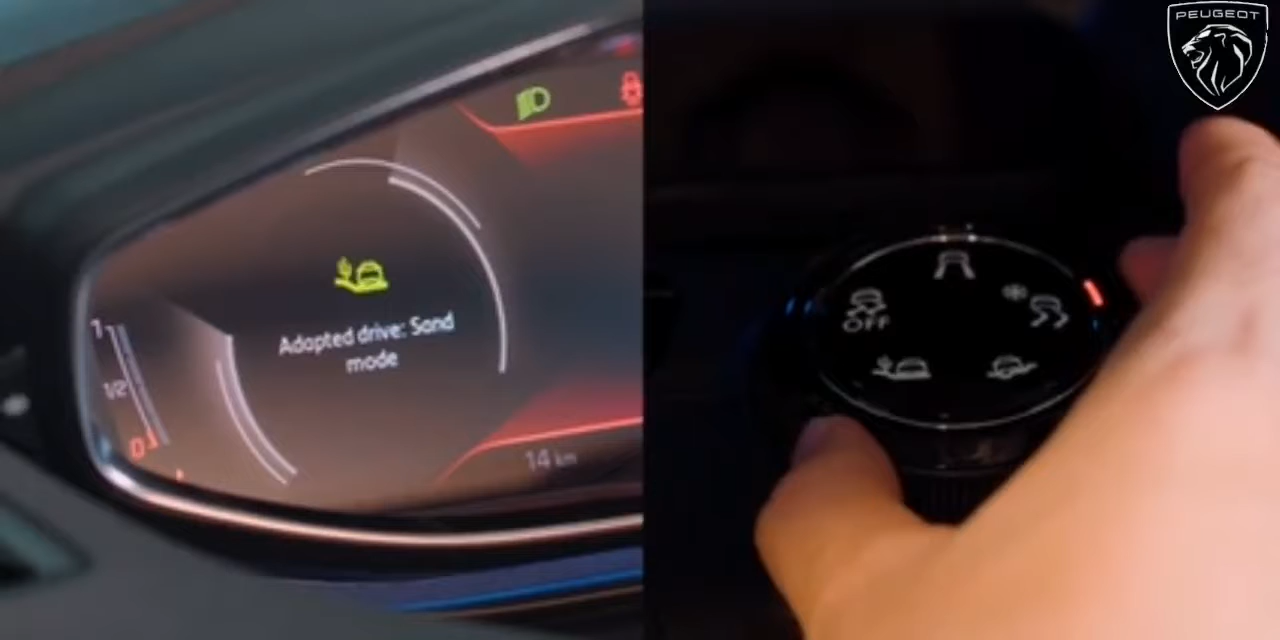 Adapted drive: Sand
mode
1
1/2
0
14 km
OFF
PEUGEOT